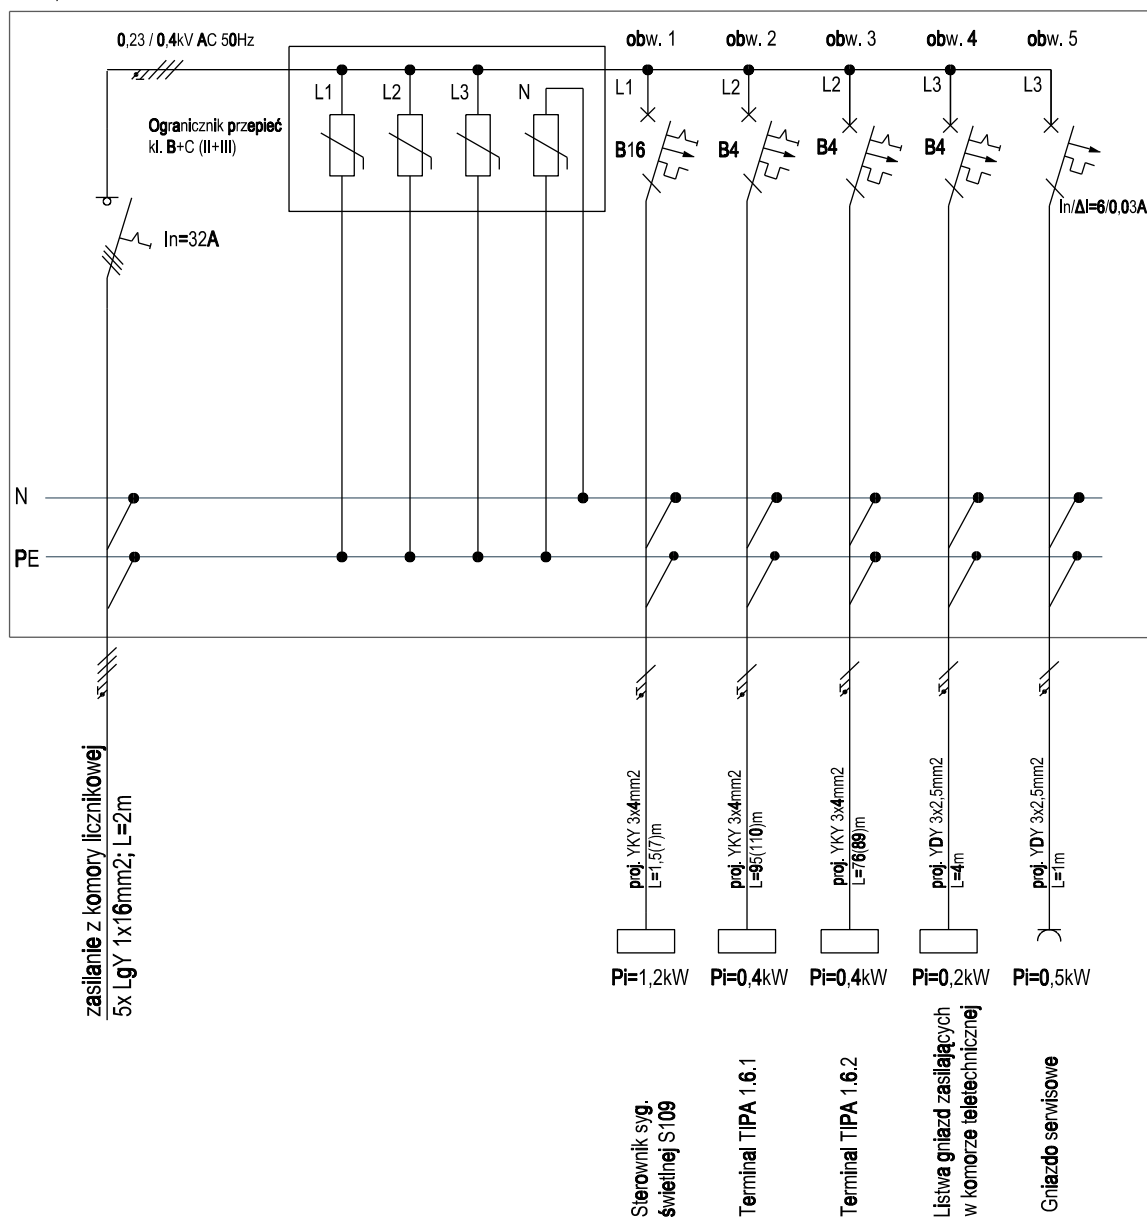 0,23 / 0,4kV AC 50Hz
obw. 1
obw. 2
obw. 3
obw. 4
obw. 5
L1
L2
L3
N
L1
L2
L2
L3
L3
Ogranicznik przepieć
kl. B+C (II+III)
B16
B4
B4
B4
In/ΔI=6/0,03A
In=32A
N
PE
zasilanie z komory licznikowej
5x LgY 1x16mm2; L=2m
proj. YKY 3x4mm2
L=1,5(7)m
proj. YKY 3x4mm2
L=95(110)m
proj. YKY 3x4mm2
L=76(89)m
proj. YDY 3x2,5mm2
L=4m
proj. YDY 3x2,5mm2
L=1m
Pi=1,2kW
Pi=0,4kW
Pi=0,4kW
Pi=0,2kW
Pi=0,5kW
Sterownik syg.
świetlnej S109
Terminal TIPA 1.6.1
Terminal TIPA 1.6.2
Listwa gniazd zasilających
w komorze teletechnicznej
Gniazdo serwisowe